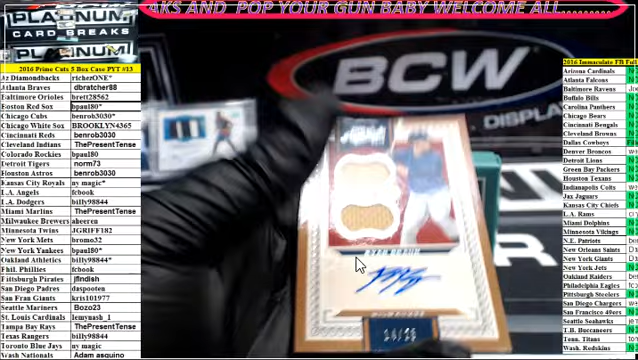 AKS AND POP YOUR GUN BABY WELCOME ALL..........
PLATINUM
CARD BREAKS
PLATINUM
BCW
2016 Prime Cuts 5 Box Case PYT #13
Az Diamondbacks richezONE*
Atlanta Braves dbratcher88
Baltimore Orioles brett28562
Boston Red Sox bpaul80*
Chicago Cubs benrob3030*
Chicago White Sox BROOKLYN4365
Cincinnati Reds benrob3030
Cleveland Indians ThePresentTense
Colorado Rockies bpaul80
Detroit Tigers norm73
Houston Astros benrob3030
Kansas City Royals ny magic*
L.A. Angels fcbook
L.A. Dodgers billy98844
Miami Marlins ThePresentTense
Milwaukee Brewers aheeren
Minnesota Twins JGRIFF182
New York Mets bromo32
New York Yankees bpaul80*
Oakland Athletics billy98844*
Phil. Phillies fcbook
Pittsburgh Pirates jfindish
San Diego Padres daspooten
San Fran Giants kris101977
Seattle Mariners Bozo23
St. Louis Cardinals lemynash_1
Tampa Bay Rays ThePresentTense
Texas Rangers billy98844
Toronto Blue Jays ny magic
Wash Nationals Adam asquino
2016 Immaculate FB Full
Arizona Cardinals
Atlanta Falcons
Baltimore Ravens
Buffalo Bills
Carolina Panthers
Chicago Bears
Cincinnati Bengals
Cleveland Browns
Dallas Cowboys
Denver Broncos
Detroit Lions
Green Bay Packers
Houston Texans
Indianapolis Colts
Jax Jaguars
Kansas City Chiefs
L.A. Rams
Miami Dolphins
Minnesota Vikings
N.E. Patriots
New Orleans Saints
New York Giants
New York Jets
Oakland Raiders
Philadelphia Eagles
Pittsburgh Steelers
San Diego Chargers
San Francisco 49ers
Seattle Seahawks
T.B. Buccaneers
Tenn. Titans
Wash. Redskins